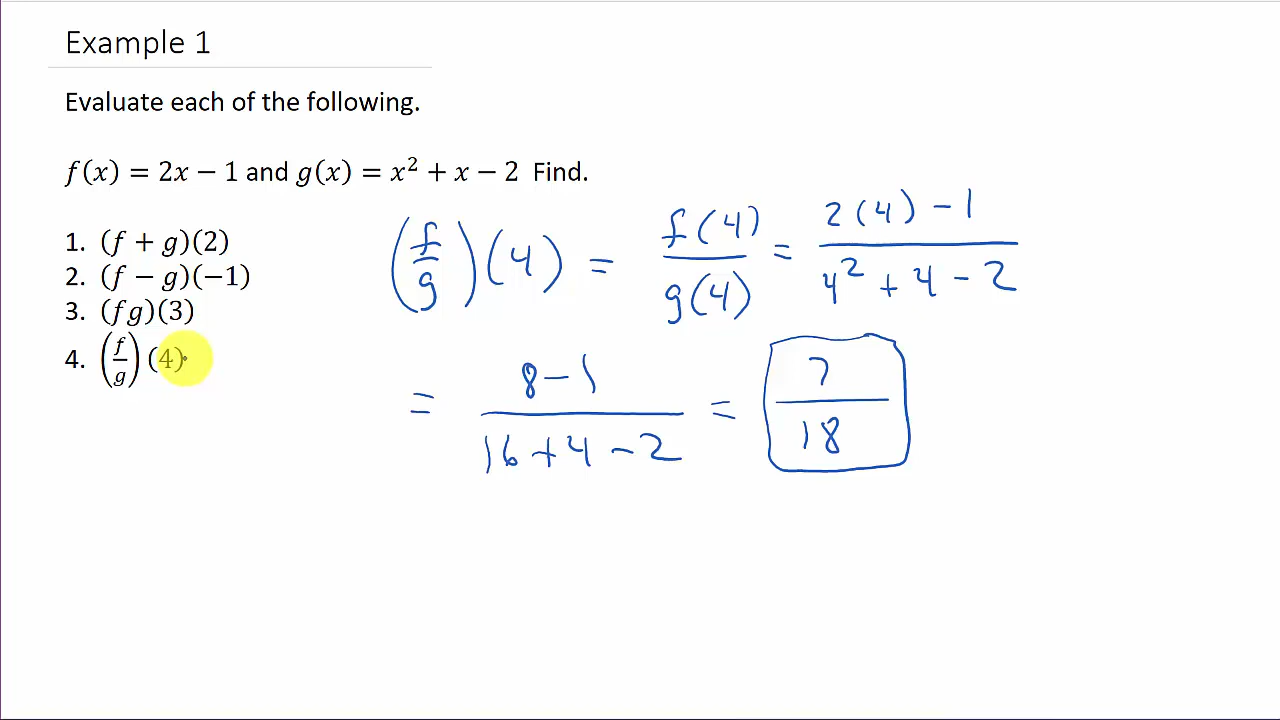 Example 1
Evaluate each of the following.
f(x) = 2x − 1 and g(x) = x² + x − 2 Find.
1. (f + g)(2)
2. (f − g)(−1)
3. (fg)(3)
4. (f/g)(4)
(f/g)(4) = f(4)/g(4) = 2(4) − 1/4² + 4 − 2
= 8 − 1/16 + 4 − 2 = 7/18